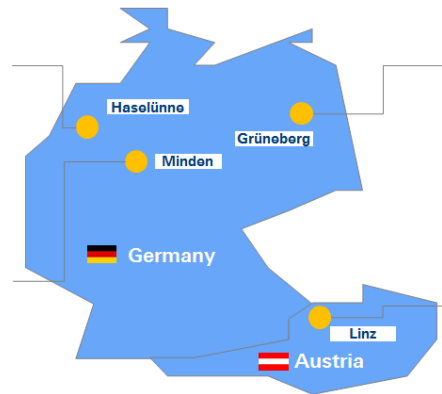 Haselünne
Grüneberg
Minden
Germany
Linz
Austria